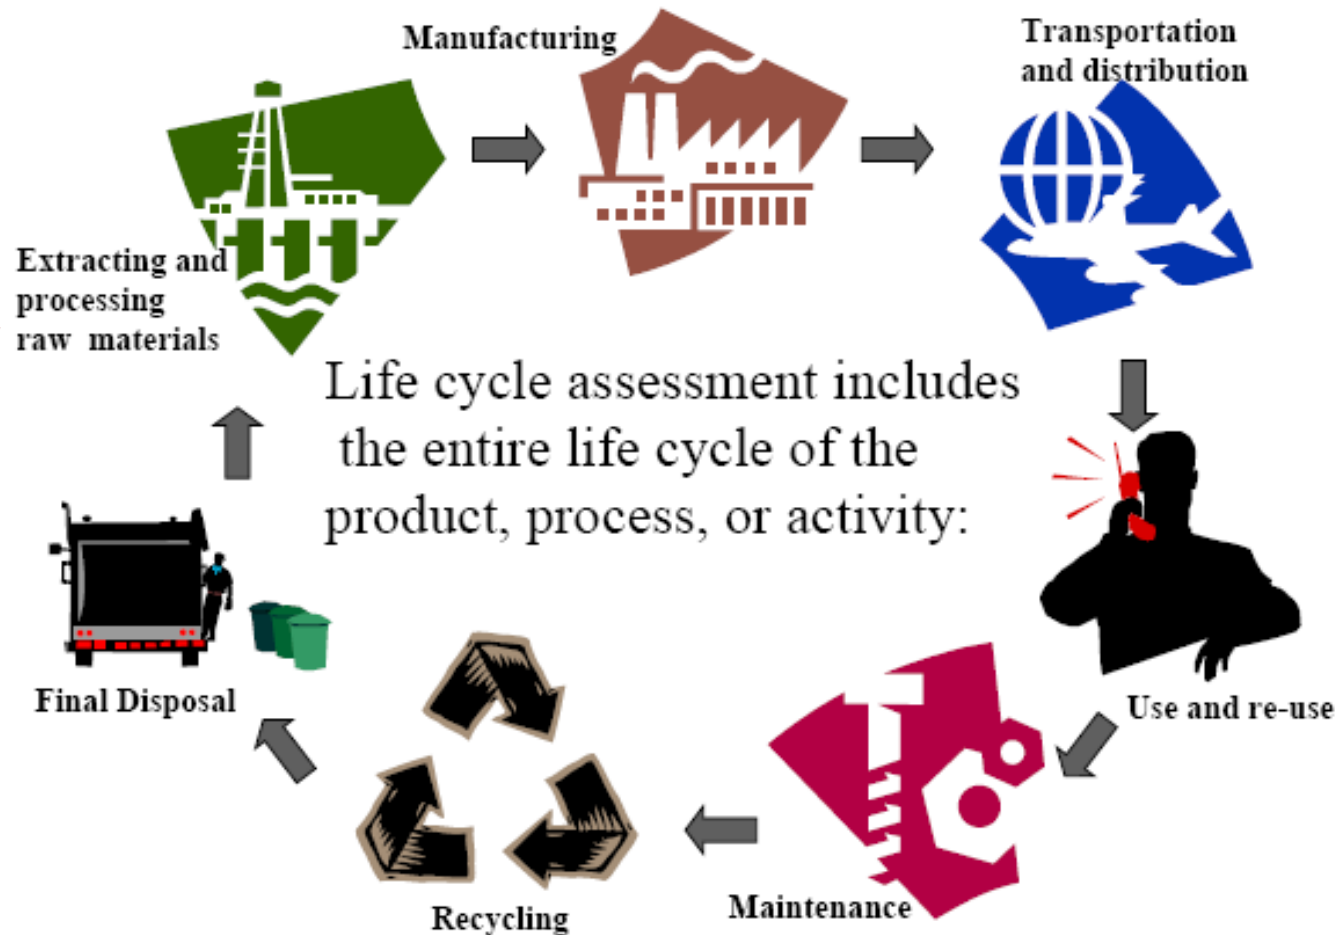 Manufacturing
Transportation
and distribution
Extracting and
processing
raw materials
Life cycle assessment includes
the entire life cycle of the
product, process, or activity:
Use and re-use
Maintenance
Recycling
Final Disposal